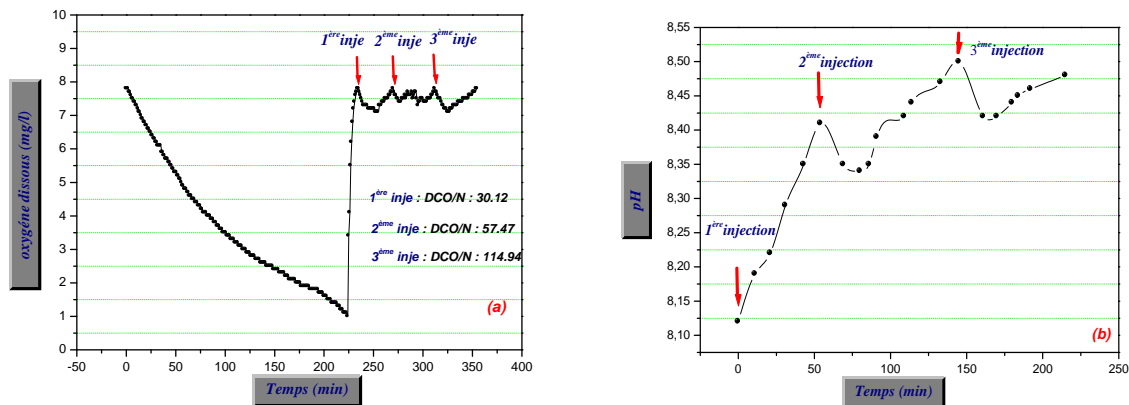 10
9
8
7
6
5
4
3
2
1
0
oxygéne dissous (mg/l)
1ère inje 2ème inje 3ème inje
1ère inje : DCO/N : 30.12
2ème inje : DCO/N : 57.47
3ème inje : DCO/N : 114.94
(a)
-50 0 50 100 150 200 250 300 350 400
Temps (min)
8,55
8,50
8,45
8,40
8,35
8,30
8,25
8,20
8,15
8,10
pH
3ème injection
2ème injection
1ère injection
(b)
0 50 100 150 200 250
Temps (min)